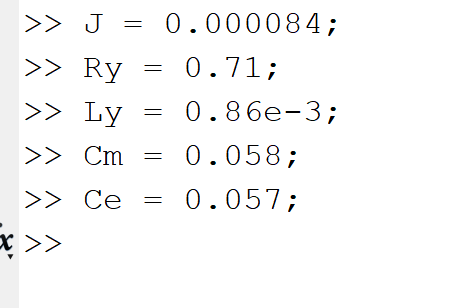 >> J = 0.000084;
>> Ry = 0.71;
>> Ly = 0.86e-3;
>> Cm = 0.058;
>> Ce = 0.057;
x >>